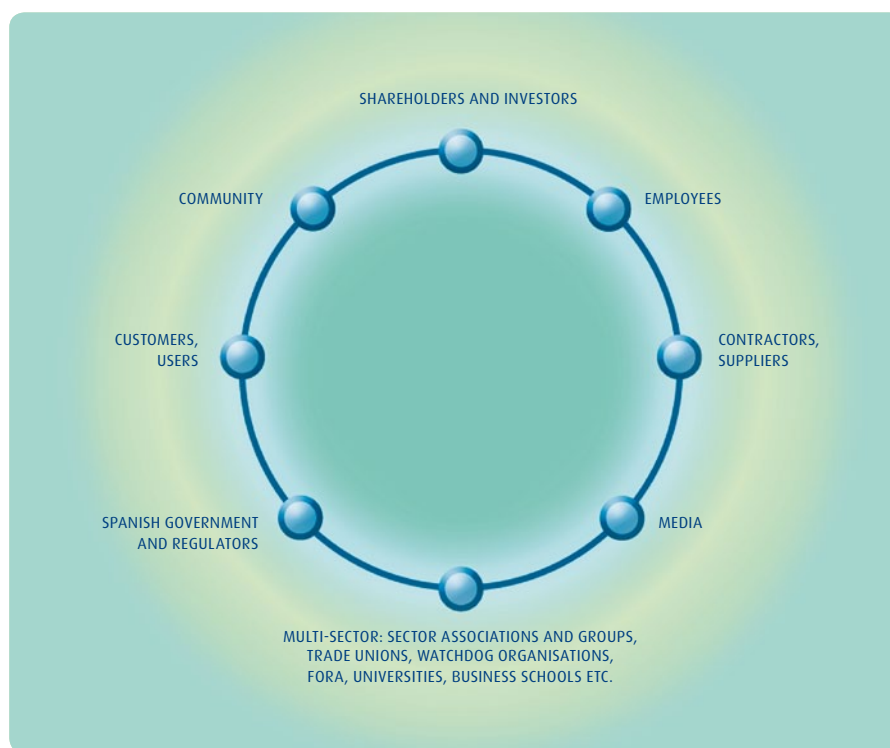 SHAREHOLDERS AND INVESTORS
COMMUNITY
EMPLOYEES
CUSTOMERS,
USERS
CONTRACTORS,
SUPPLIERS
SPANISH GOVERNMENT
AND REGULATORS
MEDIA
MULTI-SECTOR: SECTOR ASSOCIATIONS AND GROUPS,
TRADE UNIONS, WATCHDOG ORGANISATIONS,
FORA, UNIVERSITIES, BUSINESS SCHOOLS ETC.